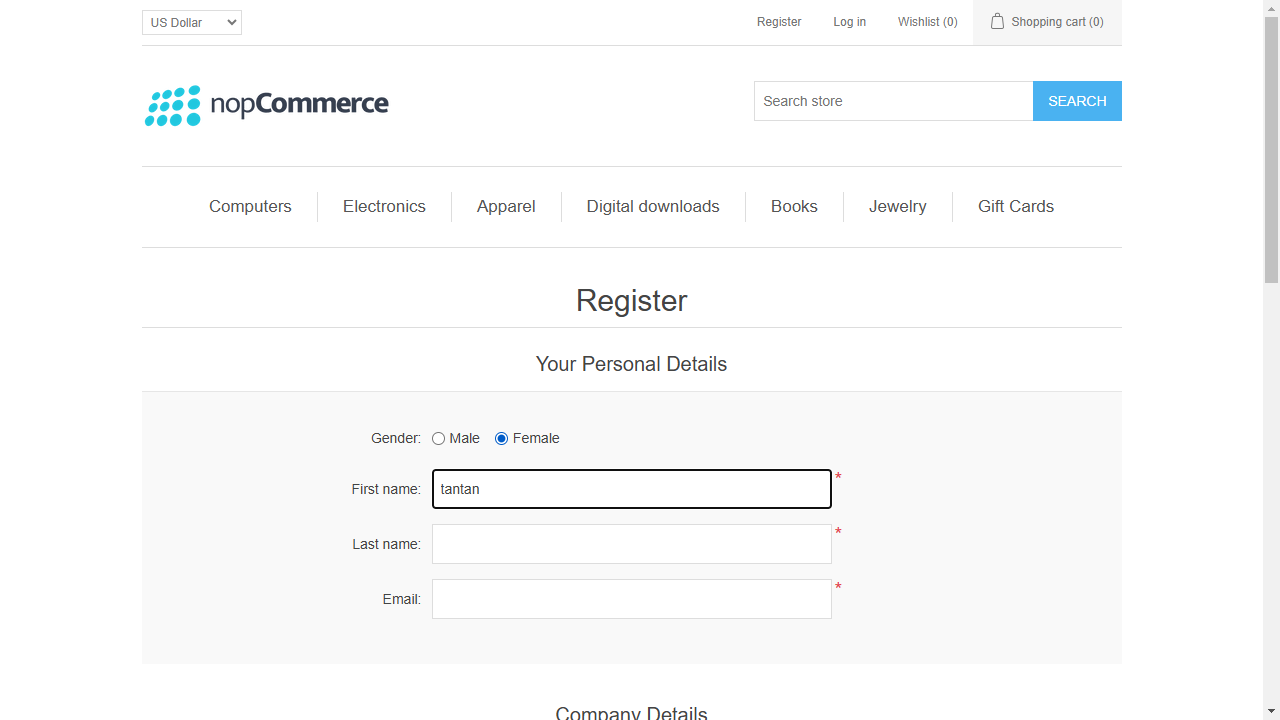 US Dollar
Register Log in Wishlist (0) Shopping cart (0)
nopCommerce
Search store SEARCH
Computers Electronics Apparel Digital downloads Books Jewelry Gift Cards
Register
Your Personal Details
Gender: Male Female
First name: tantan *
Last name: *
Email: *
Company Details